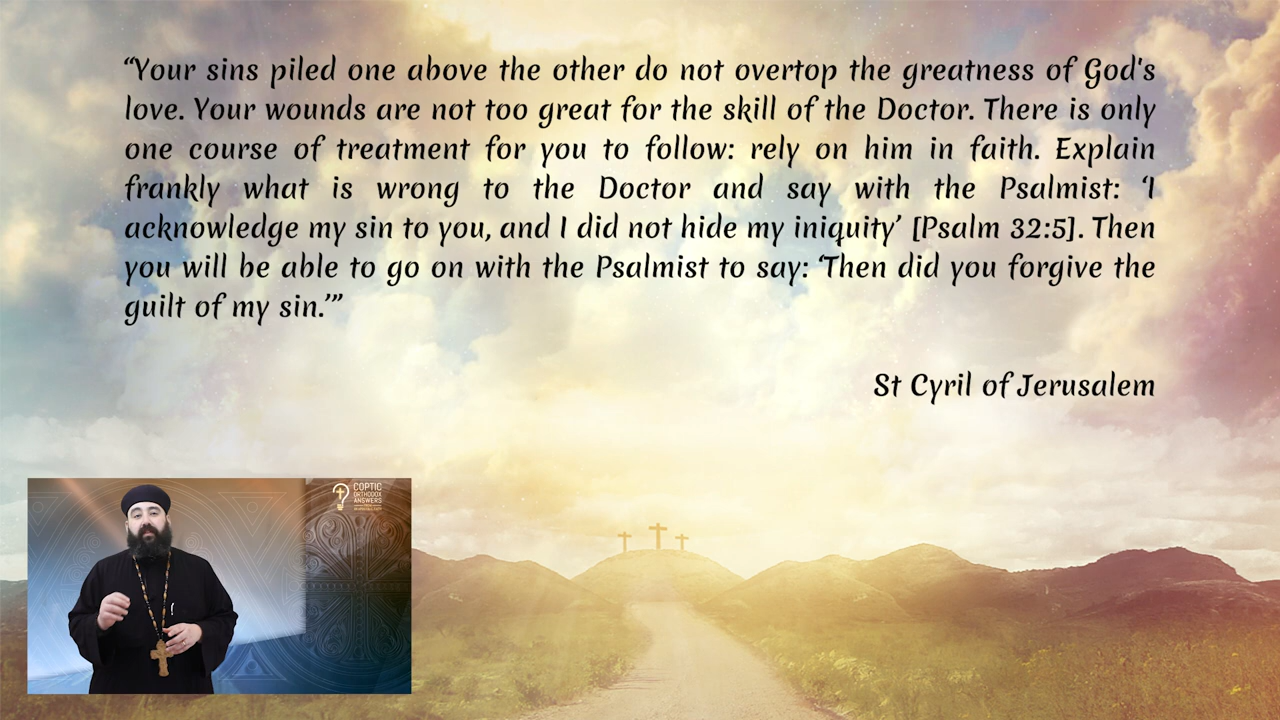 “Your sins piled one above the other do not overtop the greatness of God's
love. Your wounds are not too great for the skill of the Doctor. There is only
one course of treatment for you to follow: rely on him in faith. Explain
frankly what is wrong to the Doctor and say with the Psalmist: ‘I
acknowledge my sin to you, and I did not hide my iniquity’ [Psalm 32:5]. Then
you will be able to go on with the Psalmist to say: ‘Then did you forgive the
guilt of my sin.’”
St Cyril of Jerusalem
COPTIC
ORTHODOX
ANSWERS